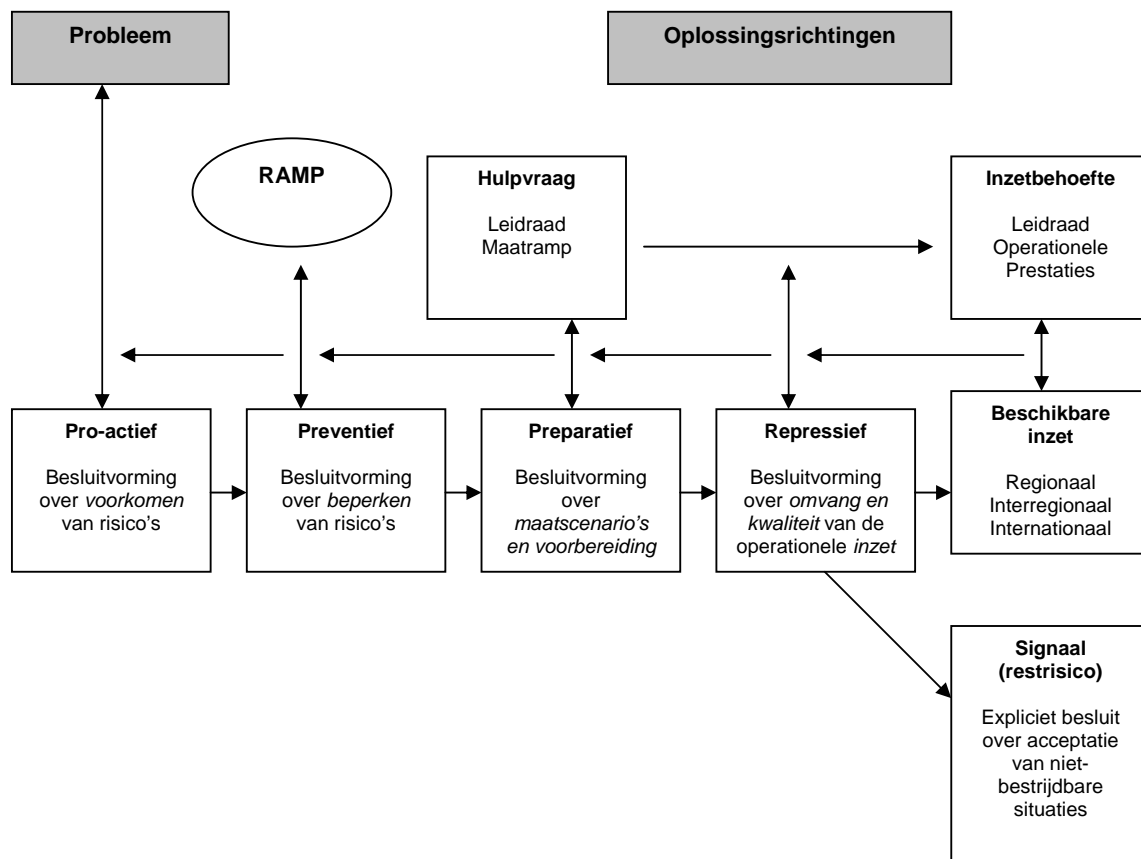 Probleem
Oplossingsrichtingen
RAMP
Hulpvraag
Leidraad
Maatramp
Inzetbehoefte
Leidraad
Operationele
Prestaties
Pro-actief
Besluitvorming
over voorkomen
van risico’s
Preventief
Besluitvorming
over beperken
van risico’s
Preparatief
Besluitvorming
over
maatscenario’s
en voorbereiding
Repressief
Besluitvorming
over omvang en
kwaliteit van de
operationele inzet
Beschikbare
inzet
Regionaal
Interregionaal
Internationaal
Signaal
(restrisico)
Expliciet besluit
over acceptatie
van niet-
bestrijdbare
situaties